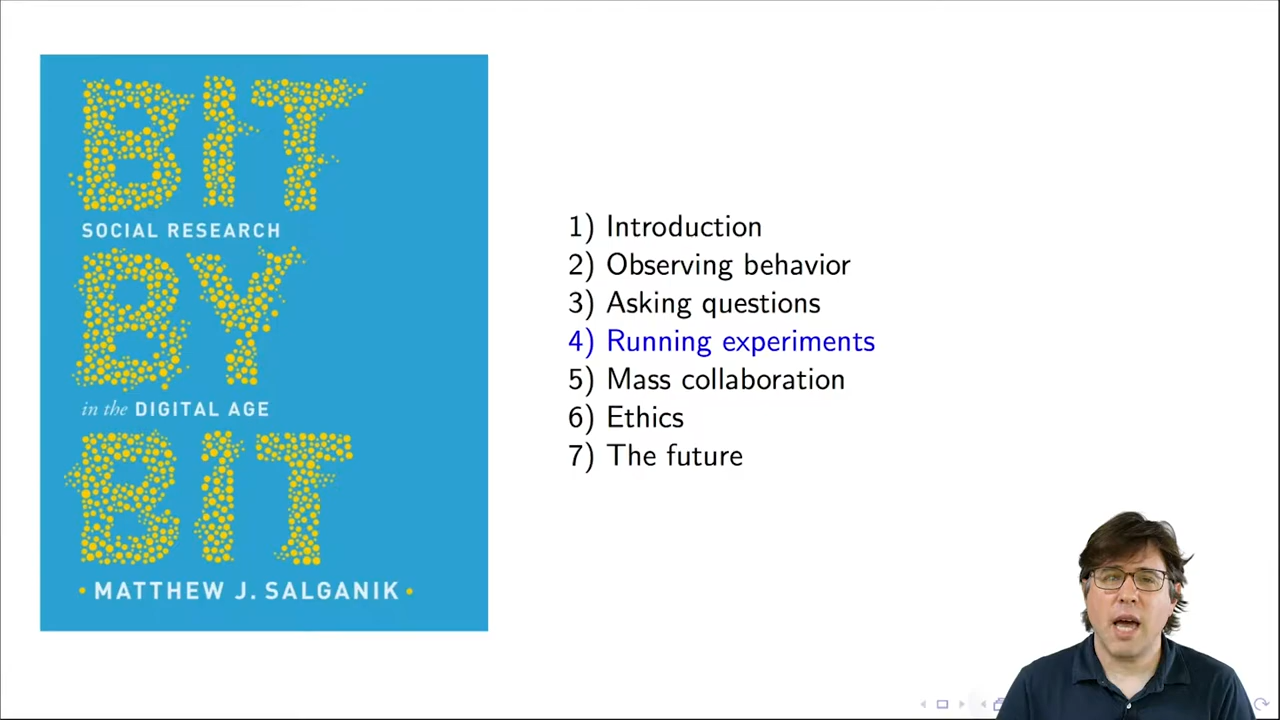 BIT
SOCIAL RESEARCH
BY
in the DIGITAL AGE
BIT
• MATTHEW J. SALGANIK •
1) Introduction
2) Observing behavior
3) Asking questions
4) Running experiments
5) Mass collaboration
6) Ethics
7) The future